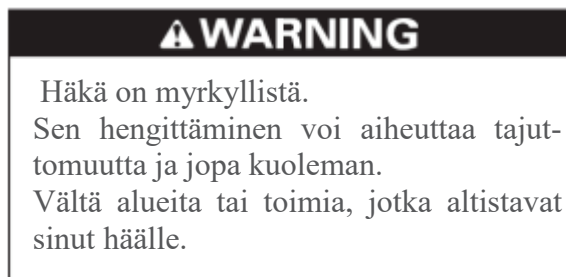 WARNING
Häkä on myrkyllistä.
Sen hengittäminen voi aiheuttaa tajut-
tomuutta ja jopa kuoleman.
Vältä alueita tai toimia, jotka altistavat
sinut häälle.